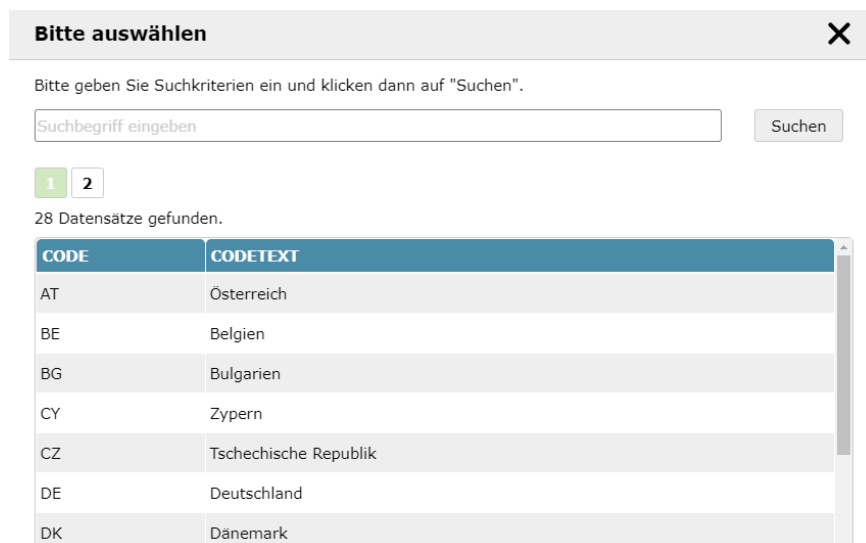 Bitte auswählen
Bitte geben Sie Suchkriterien ein und klicken dann auf "Suchen".
Suchbegriff eingeben
Suchen
1 2
28 Datensätze gefunden.
CODE CODETEXT
AT Österreich
BE Belgien
BG Bulgarien
CY Zypern
CZ Tschechische Republik
DE Deutschland
DK Dänemark